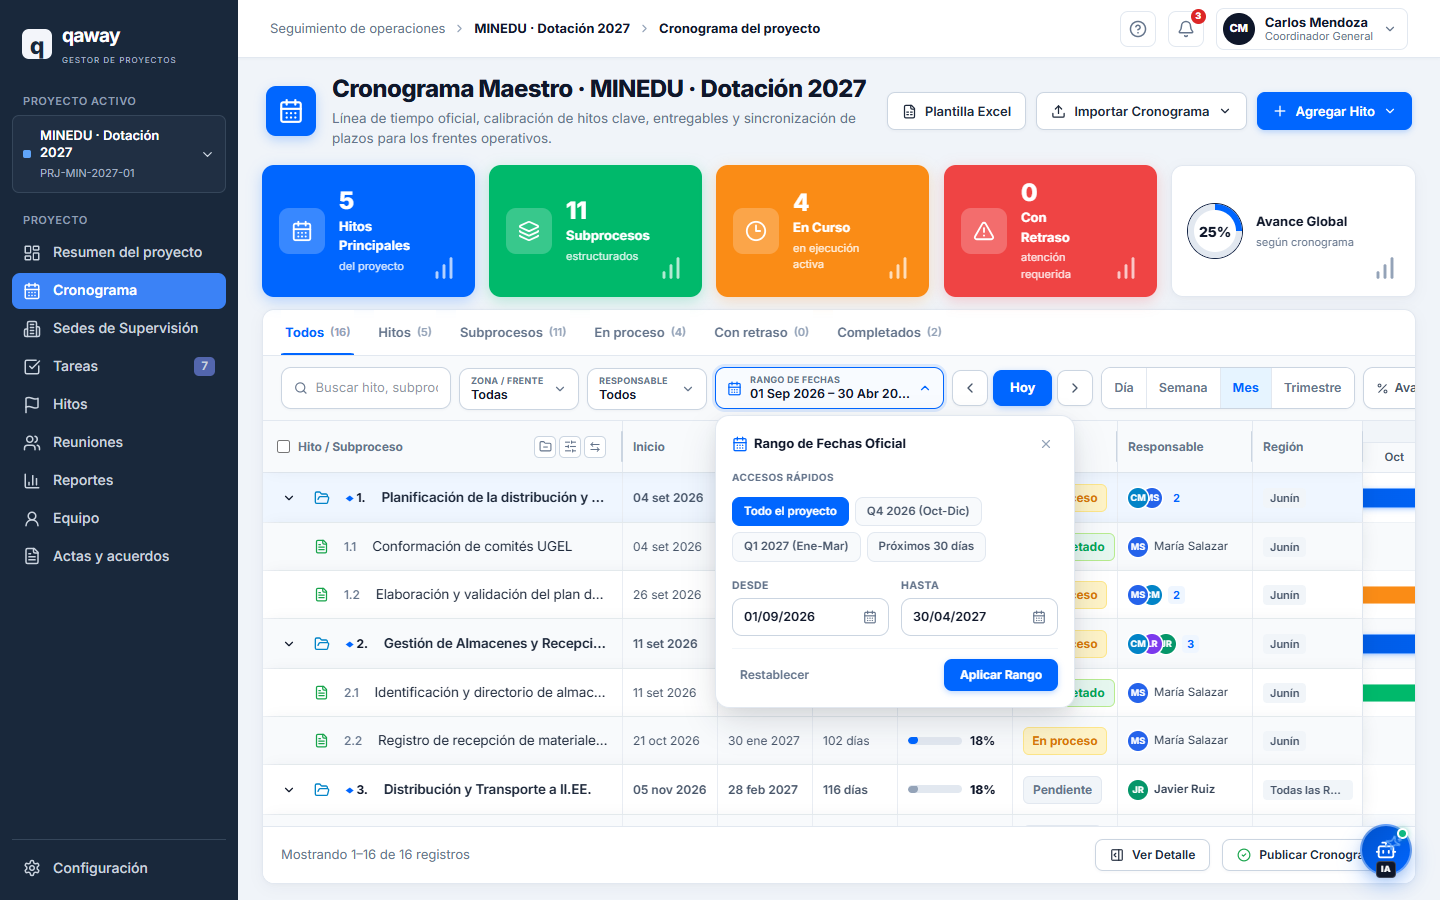 qaway
GESTOR DE PROYECTOS
PROYECTO ACTIVO
MINEDU · Dotación 2027
PRJ-MIN-2027-01
PROYECTO
Resumen del proyecto
Cronograma
Sedes de Supervisión
Tareas 7
Hitos
Reuniones
Reportes
Equipo
Actas y acuerdos
Configuración
Seguimiento de operaciones > MINEDU · Dotación 2027 > Cronograma del proyecto
3
CM
Carlos Mendoza
Coordinador General
Cronograma Maestro · MINEDU · Dotación 2027
Línea de tiempo oficial, calibración de hitos clave, entregables y sincronización de
plazos para los frentes operativos.
Plantilla Excel
Importar Cronograma
Agregar Hito
5
Hitos
Principales
del proyecto
11
Subprocesos
estructurados
4
En Curso
en ejecución
activa
0
Con
Retraso
atención
requerida
25%
Avance Global
según cronograma
Todos (16) Hitos (5) Subprocesos (11) En proceso (4) Con retraso (0) Completados (2)
Buscar hito, subproc
ZONA / FRENTE
Todas
RESPONSABLE
Todos
RANGO DE FECHAS
01 Sep 2026 – 30 Abr 20...
Hoy
Día Semana Mes Trimestre
% Ava
Hito / Subproceso Inicio Responsable Región Oct
Rango de Fechas Oficial
ACCESOS RÁPIDOS
Todo el proyecto Q4 2026 (Oct-Dic)
Q1 2027 (Ene-Mar) Próximos 30 días
DESDE HASTA
01/09/2026 30/04/2027
Restablecer Aplicar Rango
1. Planificación de la distribución y ... 04 set 2026 eso CM MS 2 Junín
1.1 Conformación de comités UGEL 04 set 2026 etado MS María Salazar Junín
1.2 Elaboración y validación del plan d... 26 set 2026 eso MS CM 2 Junín
2. Gestión de Almacenes y Recepci... 11 set 2026 eso CM LR JR 3 Junín
2.1 Identificación y directorio de almac... 11 set 2026 etado MS María Salazar Junín
2.2 Registro de recepción de materiale... 21 oct 2026 30 ene 2027 102 días 18% En proceso MS María Salazar Junín
3. Distribución y Transporte a II.EE. 05 nov 2026 28 feb 2027 116 días 18% Pendiente JR Javier Ruiz Todas las R...
Mostrando 1–16 de 16 registros
Ver Detalle
Publicar Cronogra
IA